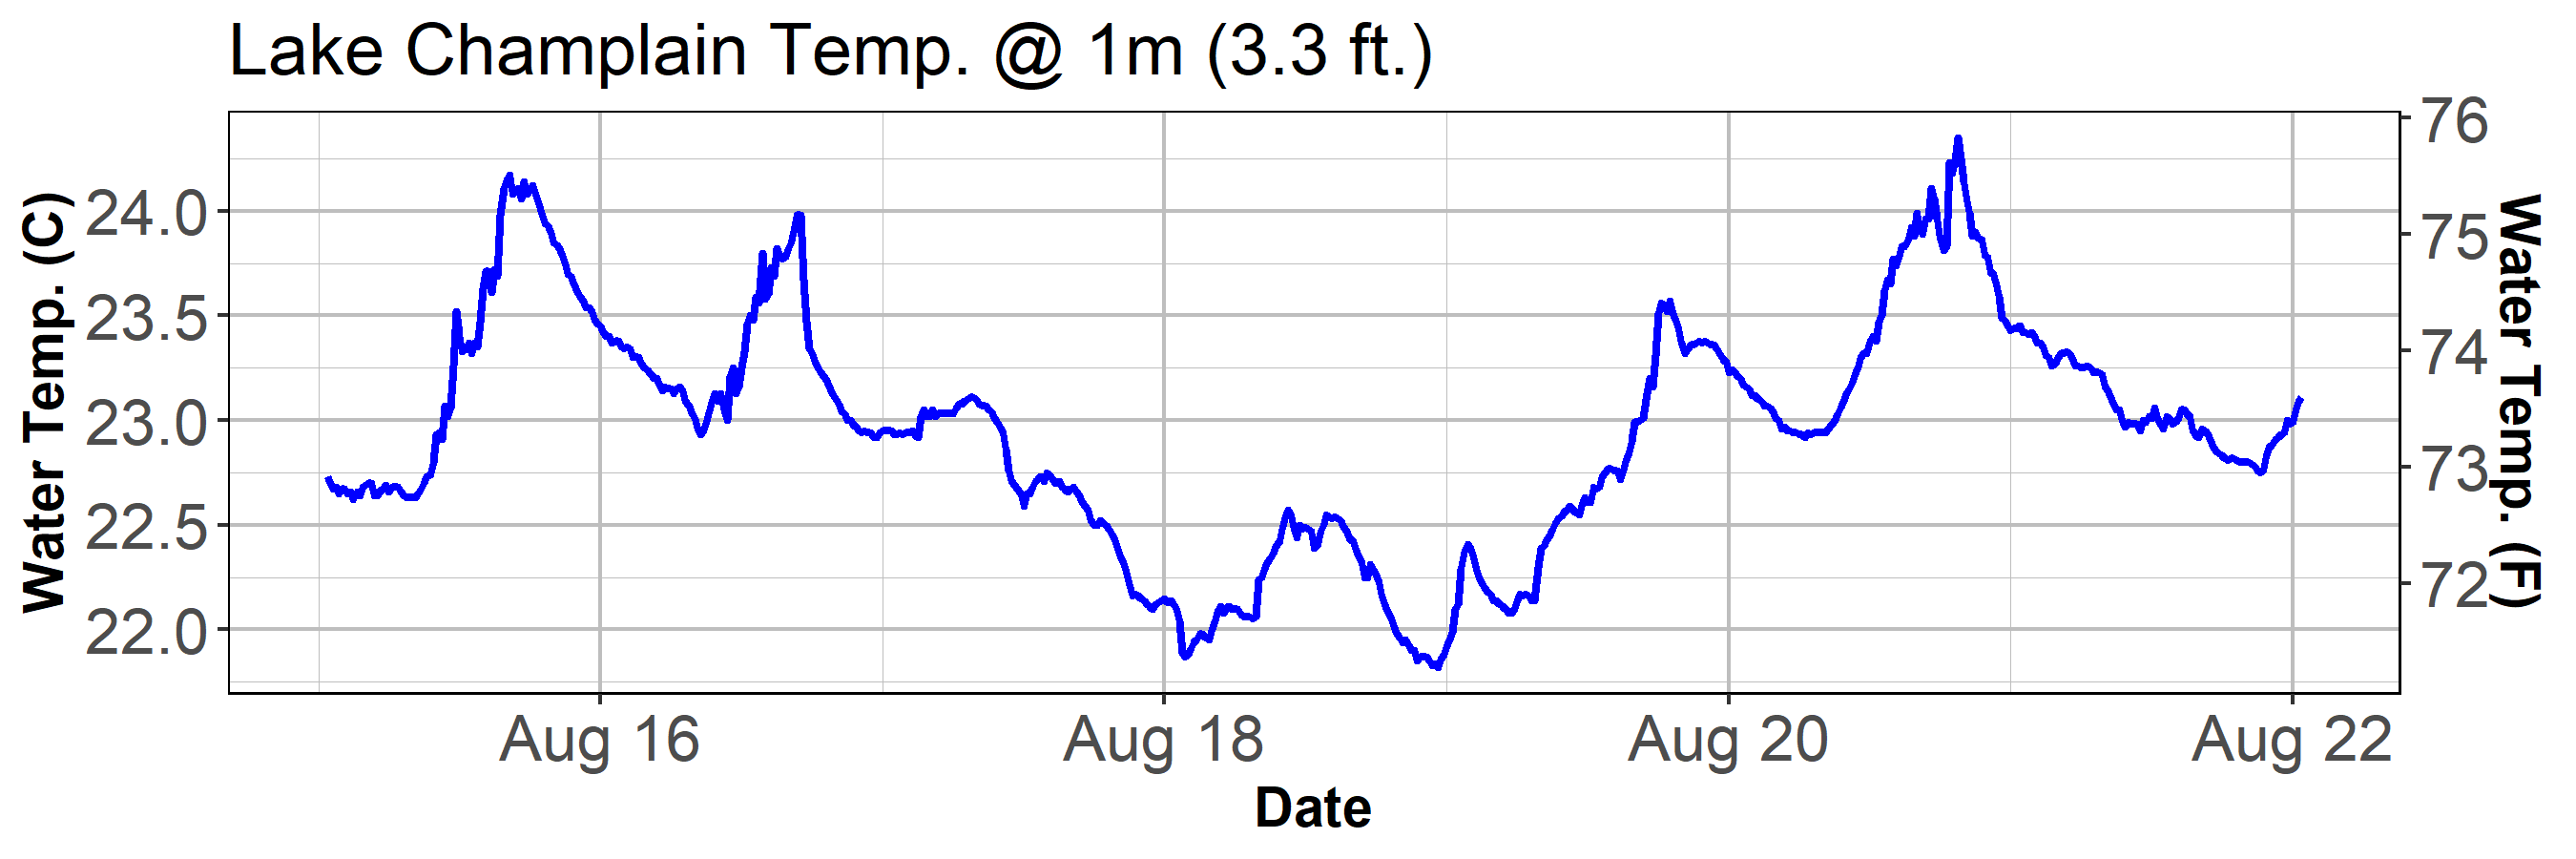 Lake Champlain Temp. @ 1m (3.3 ft.)
Water Temp. (C)
24.0
23.5
23.0
22.5
22.0
76
75
74
73
72
Water Temp. (F)
Aug 16
Aug 18
Aug 20
Aug 22
Date